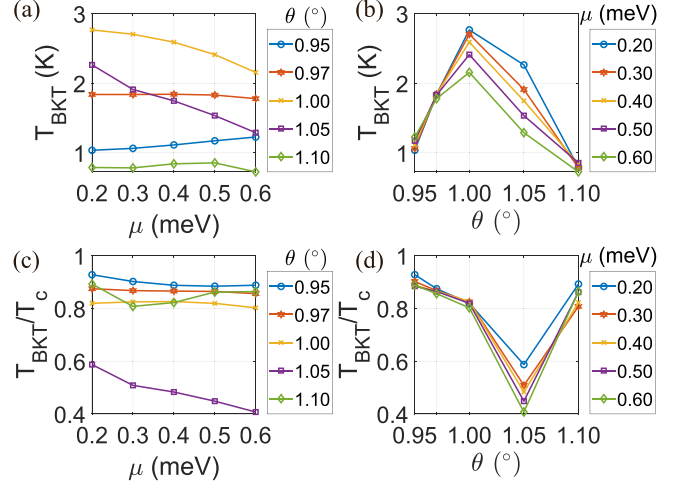 (a)
3
2
1
0.2 0.3 0.4 0.5 0.6
T_BKT (K)
μ (meV)
θ (°)
0.95
0.97
1.00
1.05
1.10
(b)
3
2
1
0.95 1.00 1.05 1.10
T_BKT (K)
θ (°)
μ (meV)
0.20
0.30
0.40
0.50
0.60
(c)
1
0.8
0.6
0.4
0.2 0.3 0.4 0.5 0.6
T_BKT/T_c
μ (meV)
θ (°)
0.95
0.97
1.00
1.05
1.10
(d)
1
0.8
0.6
0.4
0.95 1.00 1.05 1.10
T_BKT/T_c
θ (°)
μ (meV)
0.20
0.30
0.40
0.50
0.60